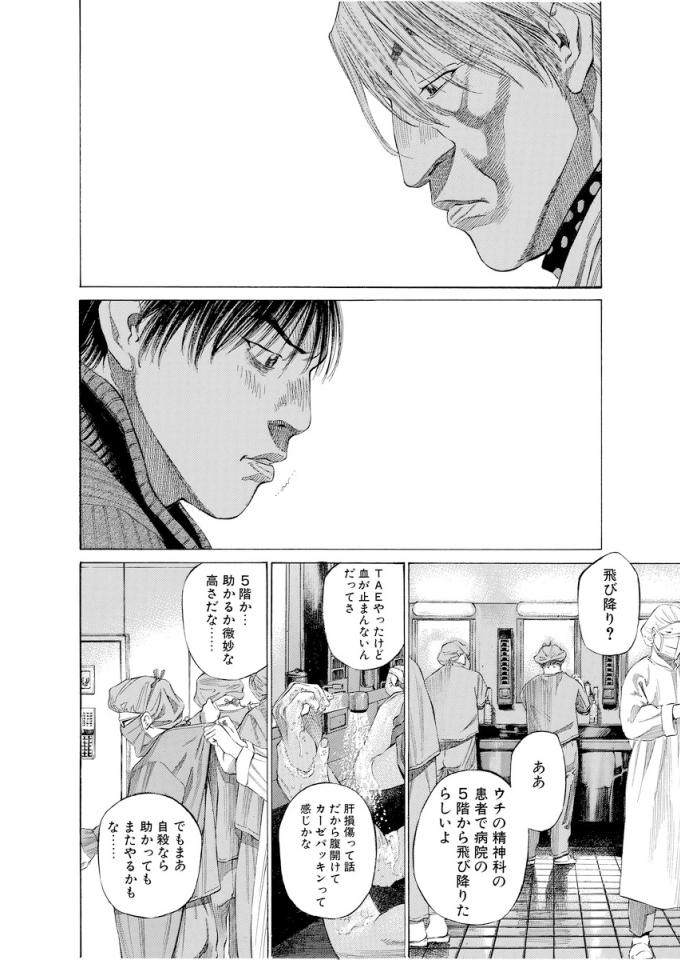 飛び降り？
ああ
ウチの精神科の
患者で病院の
5階から飛び降りた
らしいよ
TAEやったけど
血が止まんないん
だってさ
肝損傷って話
だから腹開けて
ガーゼパッキンって
感じかな
5階か…
助かるか微妙な
高さだな……
でもまあ
自殺なら
助かっても
またやるかも
な……